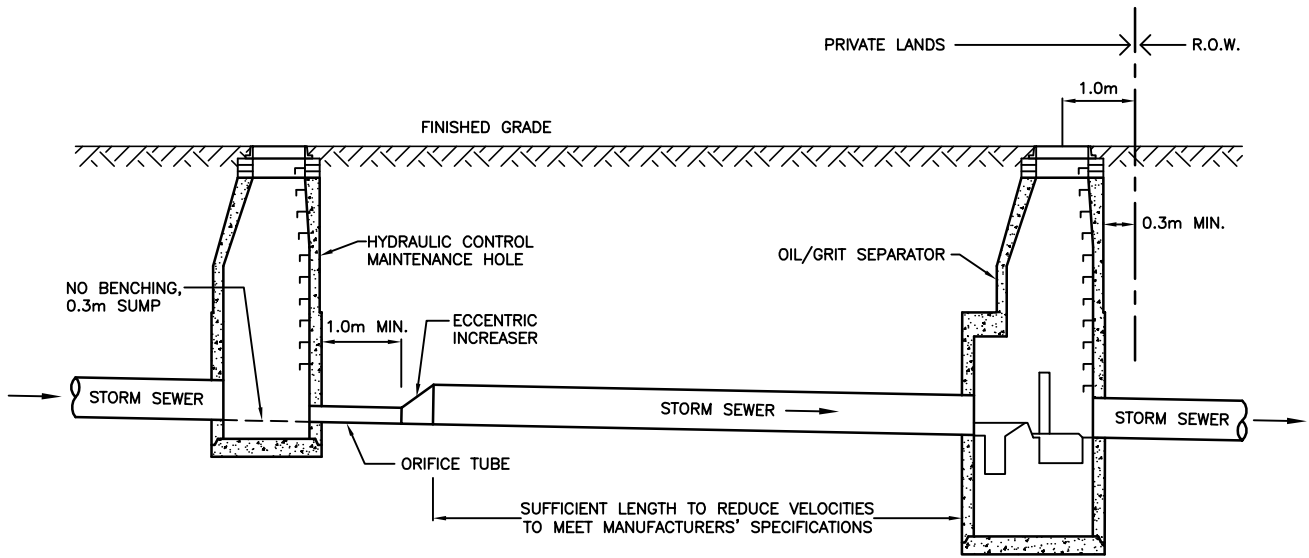 PRIVATE LANDS
R.O.W.
1.0m
FINISHED GRADE
0.3m MIN.
HYDRAULIC CONTROL
MAINTENANCE HOLE
OIL/GRIT SEPARATOR
NO BENCHING,
0.3m SUMP
1.0m MIN.
ECCENTRIC
INCREASER
STORM SEWER
STORM SEWER
STORM SEWER
ORIFICE TUBE
SUFFICIENT LENGTH TO REDUCE VELOCITIES
TO MEET MANUFACTURERS' SPECIFICATIONS